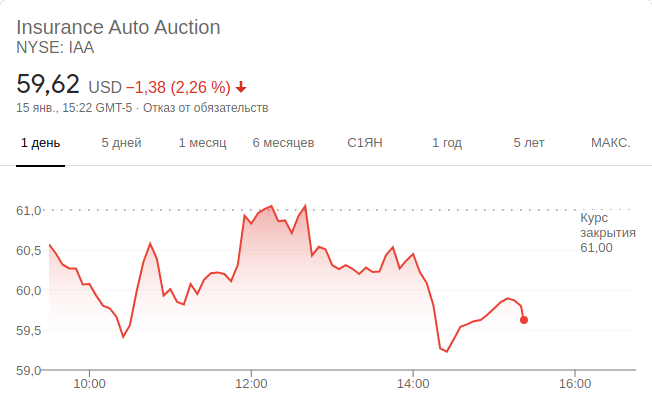 Insurance Auto Auction
NYSE: IAA
59,62 USD −1,38 (2,26 %)
15 янв., 15:22 GMT-5 · Отказ от обязательств
1 день 5 дней 1 месяц 6 месяцев С1ЯН 1 год 5 лет МАКС.
61,0
Курс
закрытия
61,00
60,5
60,0
59,5
59,0
10:00 12:00 14:00 16:00